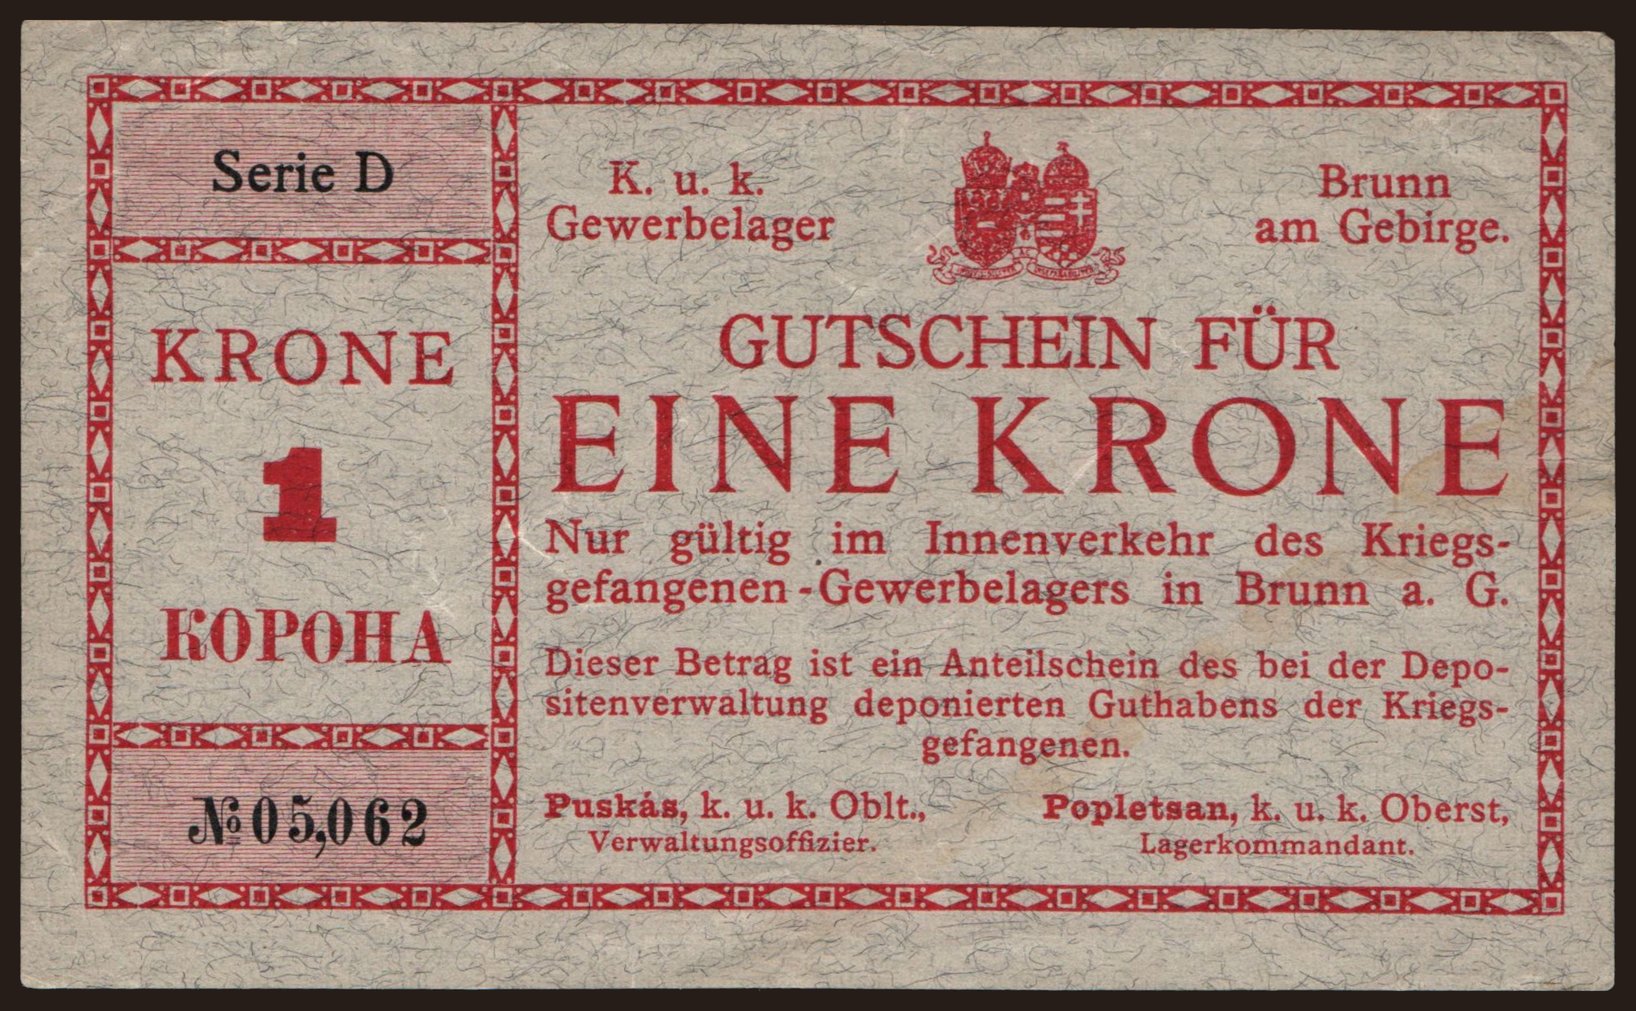 Serie D
KRONE
1
КОРОНА
№ 05,062
K. u. k.
Gewerbelager
Brunn
am Gebirge.
GUTSCHEIN FÜR
EINE KRONE
Nur gültig im Innenverkehr des Kriegs-
gefangenen-Gewerbelagers in Brunn a. G.
Dieser Betrag ist ein Anteilschein des bei der Depo-
sitenverwaltung deponierten Guthabens der Kriegs-
gefangenen.
Puskás, k. u. k. Oblt.,
Verwaltungsoffizier.
Popletsan, k. u. k. Oberst,
Lagerkommandant.